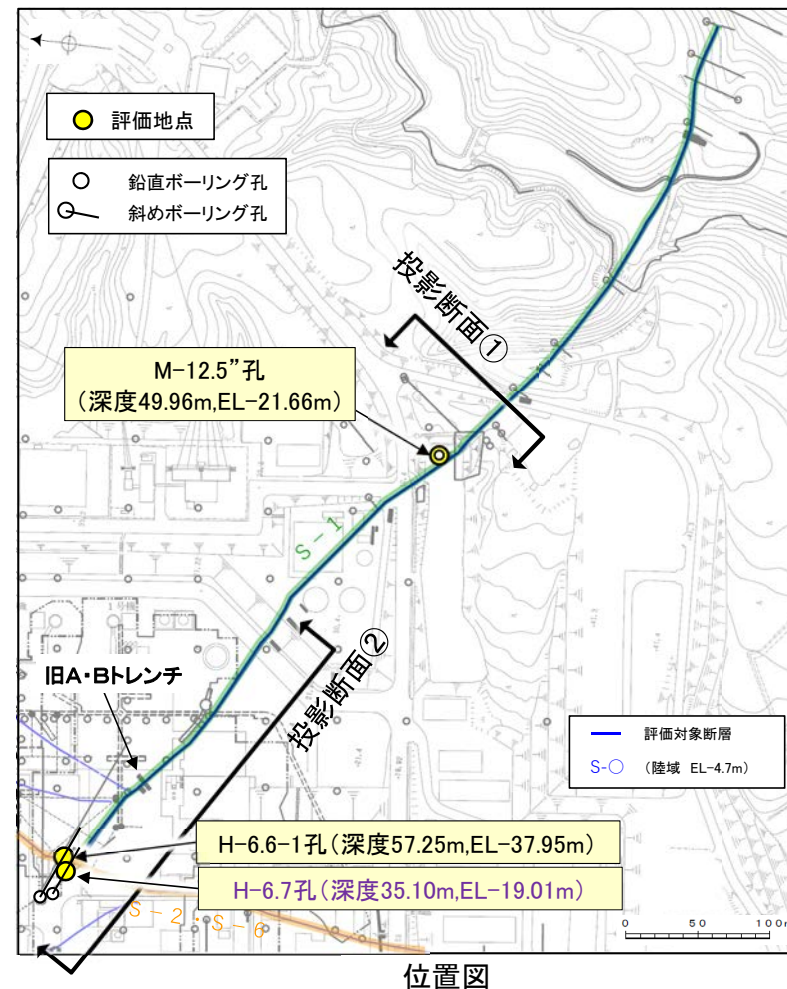 評価地点
鉛直ボーリング孔
斜めボーリング孔
投影断面①
M-12.5”孔
(深度49.96m,EL-21.66m)
S-1
投影断面②
旧A・Bトレンチ
評価対象断層
S-○ (陸域 EL-4.7m)
H-6.6-1孔(深度57.25m,EL-37.95m)
H-6.7孔(深度35.10m,EL-19.01m)
S-2・S-6
0 50 100m
位置図